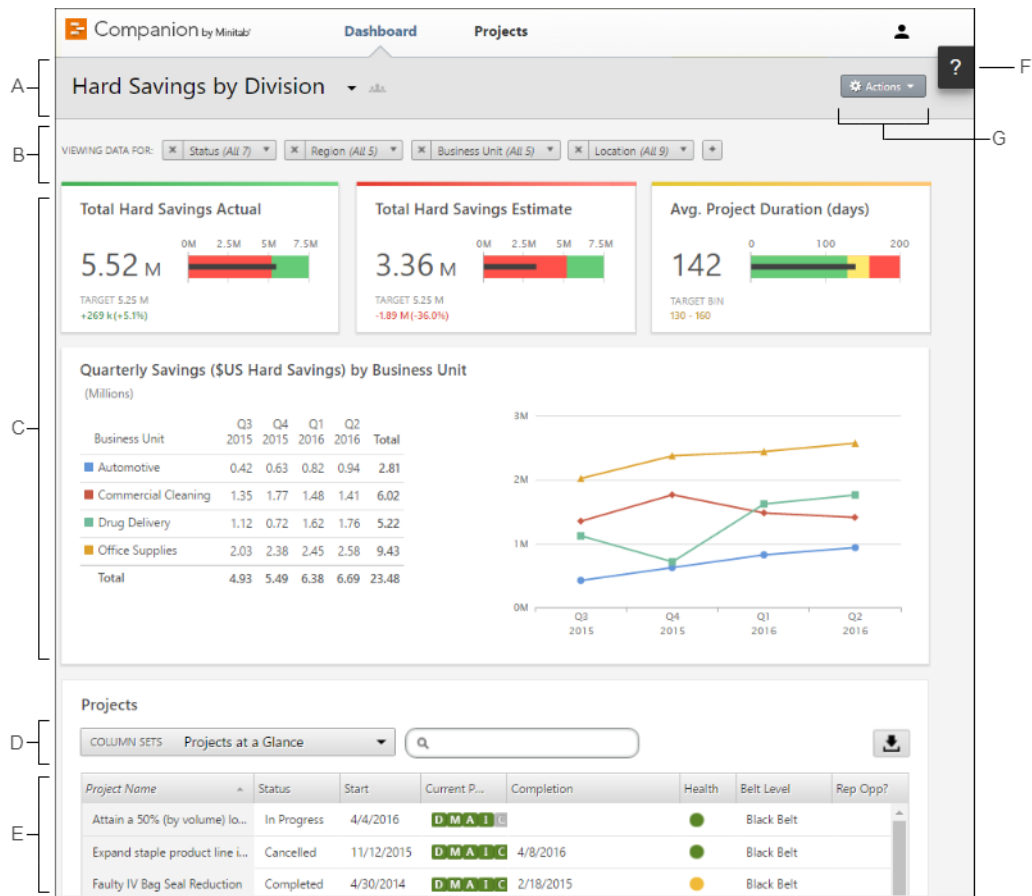 Companion by Minitab
Dashboard
Projects
A
Hard Savings by Division
Actions
?
F
G
B
VIEWING DATA FOR:
Status (All 7)
Region (All 5)
Business Unit (All 5)
Location (All 9)
+
C
Total Hard Savings Actual
5.52 M
0M 2.5M 5M 7.5M
TARGET 5.25 M
+269 k (+5.1%)
Total Hard Savings Estimate
3.36 M
0M 2.5M 5M 7.5M
TARGET 5.25 M
-1.89 M (-36.0%)
Avg. Project Duration (days)
142
0 100 200
TARGET BIN
130 - 160
Quarterly Savings ($US Hard Savings) by Business Unit
(Millions)
Business Unit Q3 2015 Q4 2015 Q1 2016 Q2 2016 Total
Automotive 0.42 0.63 0.82 0.94 2.81
Commercial Cleaning 1.35 1.77 1.48 1.41 6.02
Drug Delivery 1.12 0.72 1.62 1.76 5.22
Office Supplies 2.03 2.38 2.45 2.58 9.43
Total 4.93 5.49 6.38 6.69 23.48
3M
2M
1M
0M
Q3 Q4 Q1 Q2
2015 2015 2016 2016
Projects
D
COLUMN SETS Projects at a Glance
E
Project Name Status Start Current P... Completion Health Belt Level Rep Opp?
Attain a 50% (by volume) lo... In Progress 4/4/2016 D M A I C Black Belt
Expand staple product line i... Cancelled 11/12/2015 D M A I C 4/8/2016 Black Belt
Faulty IV Bag Seal Reduction Completed 4/30/2014 D M A I C 2/18/2015 Black Belt